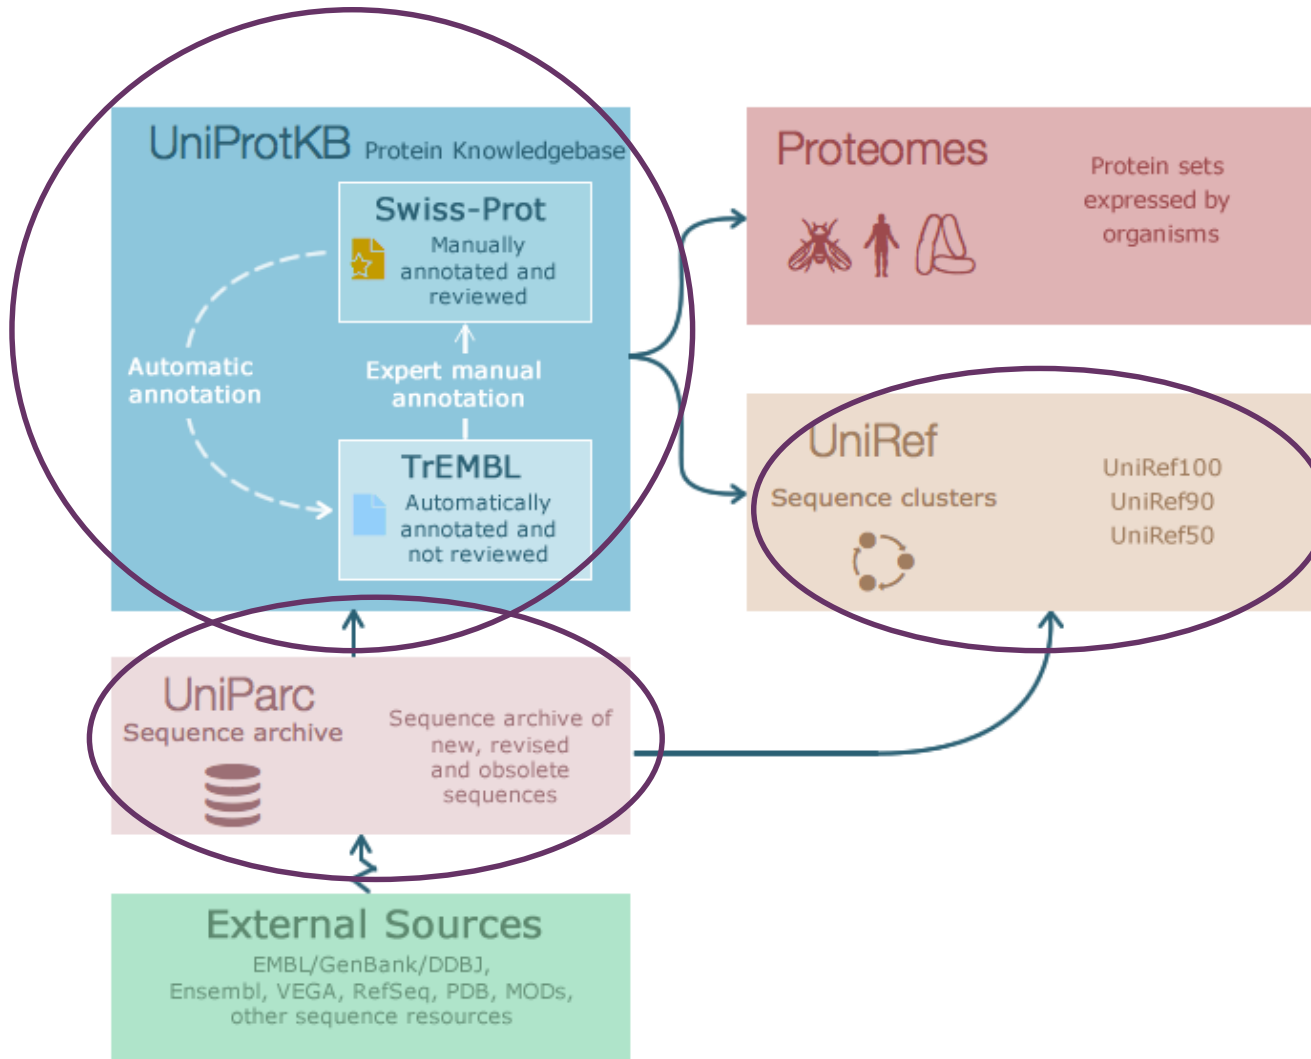 UniProtKB Protein Knowledgebase
Swiss-Prot
Manually
annotated and
reviewed
Automatic
annotation
Expert manual
annotation
TrEMBL
Automatically
annotated and
not reviewed
Proteomes
Protein sets
expressed by
organisms
UniRef
Sequence clusters
UniRef100
UniRef90
UniRef50
UniParc
Sequence archive
Sequence archive of
new, revised
and obsolete
sequences
External Sources
EMBL/GenBank/DDBJ,
Ensembl, VEGA, RefSeq, PDB, MODs,
other sequence resources